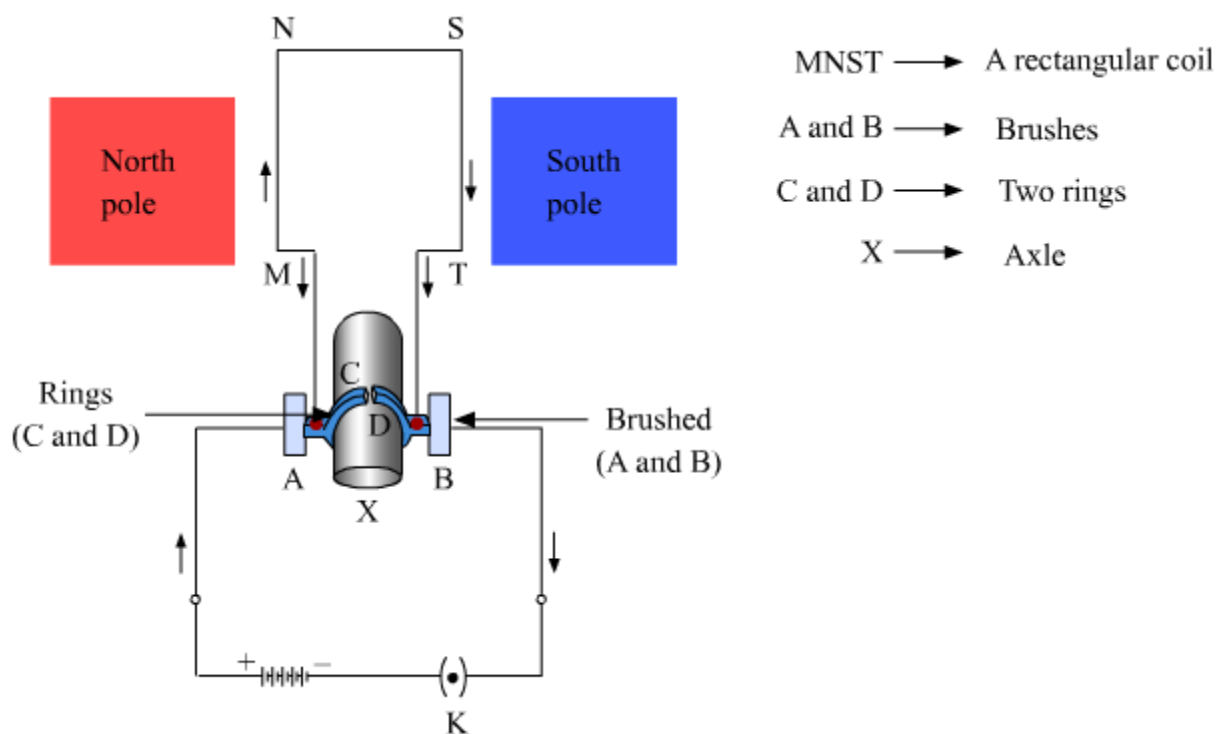 N
S
North
pole
South
pole
M
T
C
D
Rings
(C and D)
Brushed
(A and B)
A
B
X
+
–
K
MNST → A rectangular coil
A and B → Brushes
C and D → Two rings
X → Axle